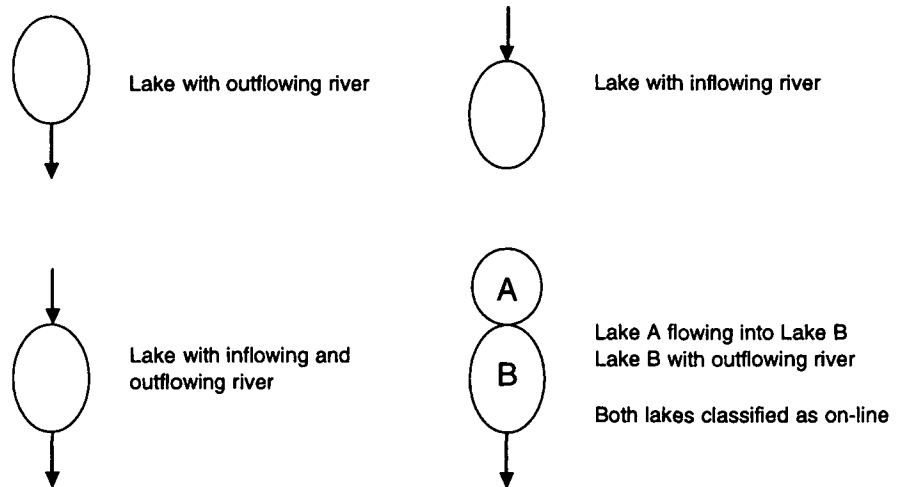 Lake with outflowing river
Lake with inflowing river
Lake with inflowing and
outflowing river
A
B
Lake A flowing into Lake B
Lake B with outflowing river
Both lakes classified as on-line